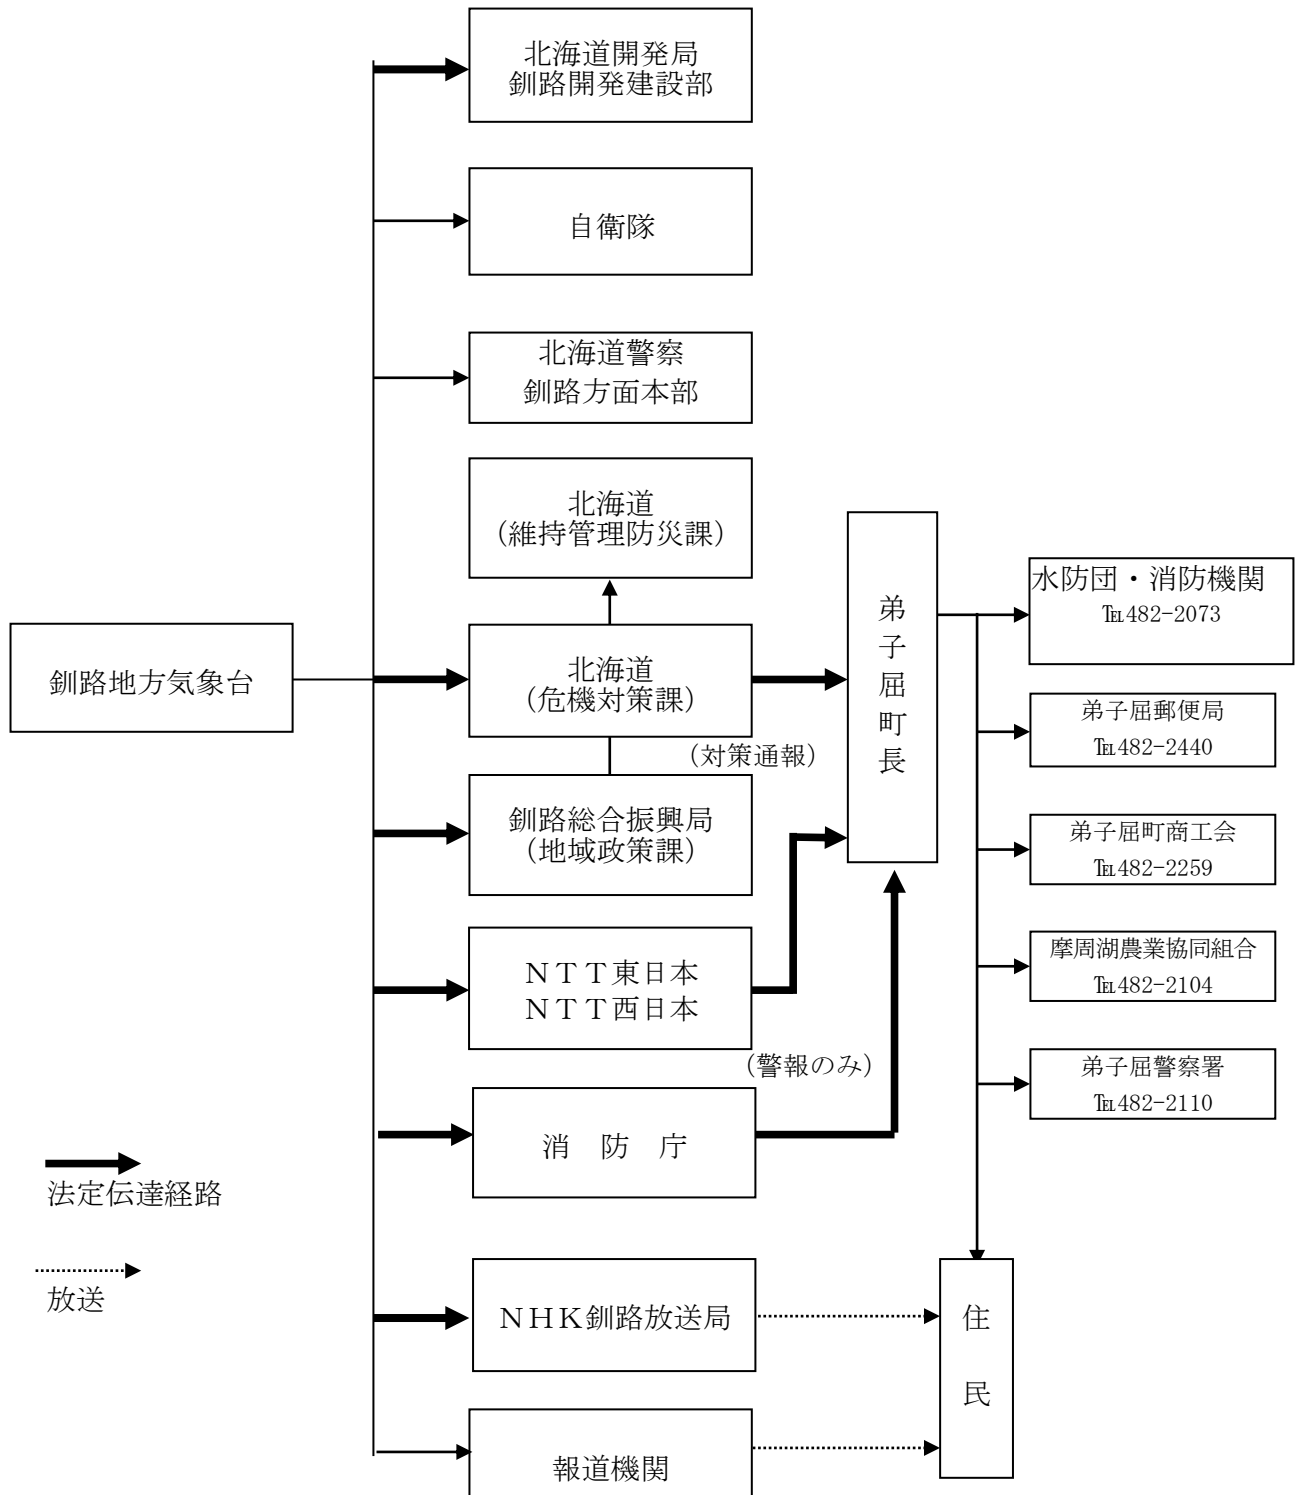 北海道開発局
釧路開発建設部
自衛隊
北海道警察
釧路方面本部
北海道
（維持管理防災課）
釧路地方気象台
北海道
（危機対策課）
（対策通報）
釧路総合振興局
（地域政策課）
ＮＴＴ東日本
ＮＴＴ西日本
（警報のみ）
消　防　庁
ＮＨＫ釧路放送局
報道機関
弟子屈町長
水防団・消防機関
℡482-2073
弟子屈郵便局
℡482-2440
弟子屈町商工会
℡482-2259
摩周湖農業協同組合
℡482-2104
弟子屈警察署
℡482-2110
住民
法定伝達経路
放送